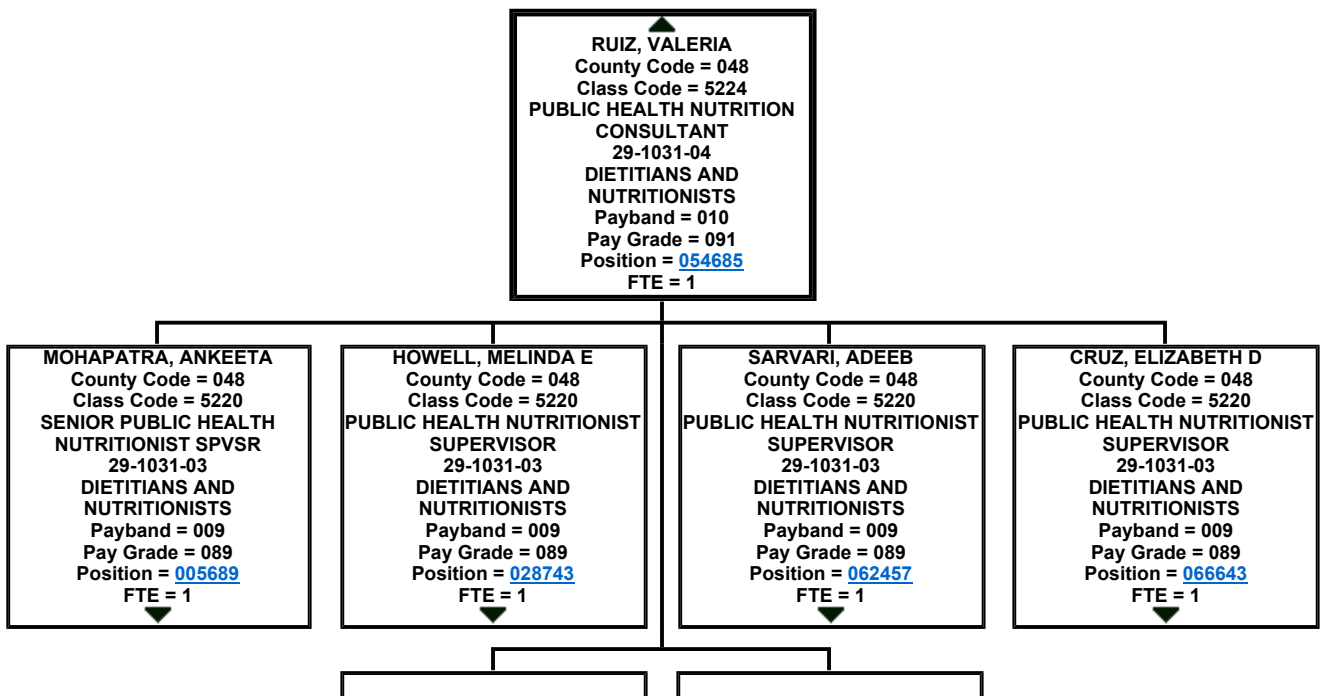 RUIZ, VALERIA
County Code = 048
Class Code = 5224
PUBLIC HEALTH NUTRITION
CONSULTANT
29-1031-04
DIETITIANS AND
NUTRITIONISTS
Payband = 010
Pay Grade = 091
Position = 054685
FTE = 1
MOHAPATRA, ANKEETA
County Code = 048
Class Code = 5220
SENIOR PUBLIC HEALTH
NUTRITIONIST SPVSR
29-1031-03
DIETITIANS AND
NUTRITIONISTS
Payband = 009
Pay Grade = 089
Position = 005689
FTE = 1
HOWELL, MELINDA E
County Code = 048
Class Code = 5220
PUBLIC HEALTH NUTRITIONIST
SUPERVISOR
29-1031-03
DIETITIANS AND
NUTRITIONISTS
Payband = 009
Pay Grade = 089
Position = 028743
FTE = 1
SARVARI, ADEEB
County Code = 048
Class Code = 5220
PUBLIC HEALTH NUTRITIONIST
SUPERVISOR
29-1031-03
DIETITIANS AND
NUTRITIONISTS
Payband = 009
Pay Grade = 089
Position = 062457
FTE = 1
CRUZ, ELIZABETH D
County Code = 048
Class Code = 5220
PUBLIC HEALTH NUTRITIONIST
SUPERVISOR
29-1031-03
DIETITIANS AND
NUTRITIONISTS
Payband = 009
Pay Grade = 089
Position = 066643
FTE = 1